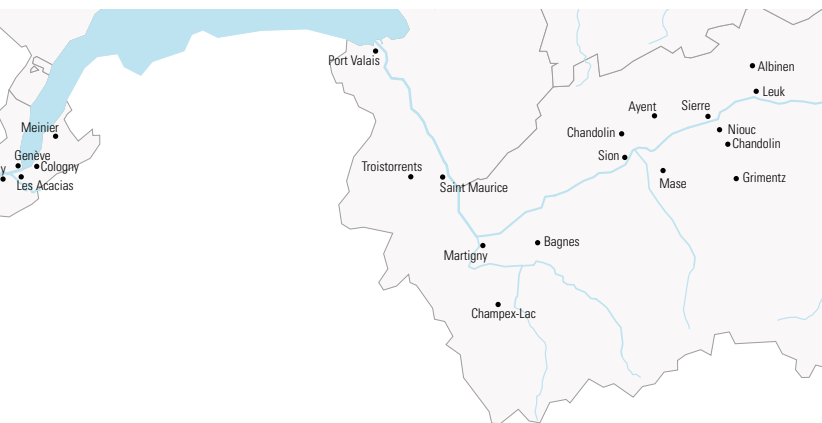 Port Valais
Albinen
Leuk
Ayent
Sierre
Meinier
Chandolin
Niouc
Chandolin
Genève
Sion
y
Cologny
Troistorrents
Grimentz
Les Acacias
Saint Maurice
Mase
Bagnes
Martigny
Champex-Lac